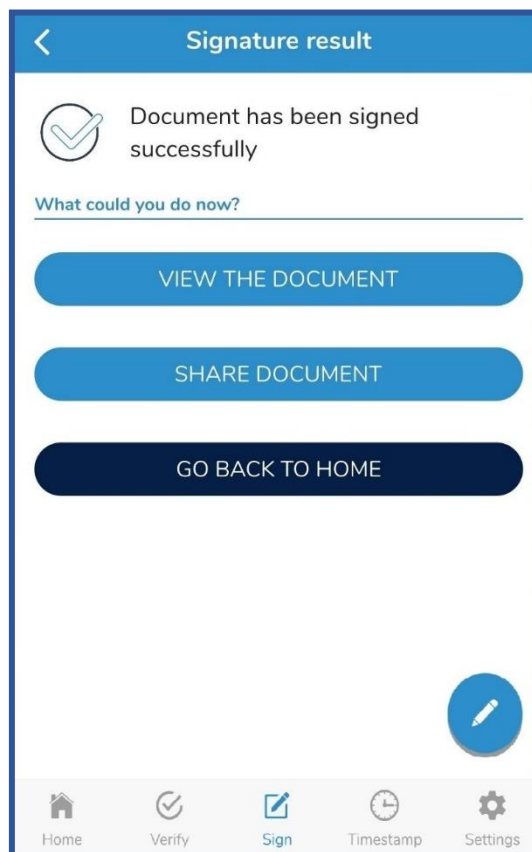 Signature result
Document has been signed
successfully
What could you do now?
VIEW THE DOCUMENT
SHARE DOCUMENT
GO BACK TO HOME
Home Verify Sign Timestamp Settings